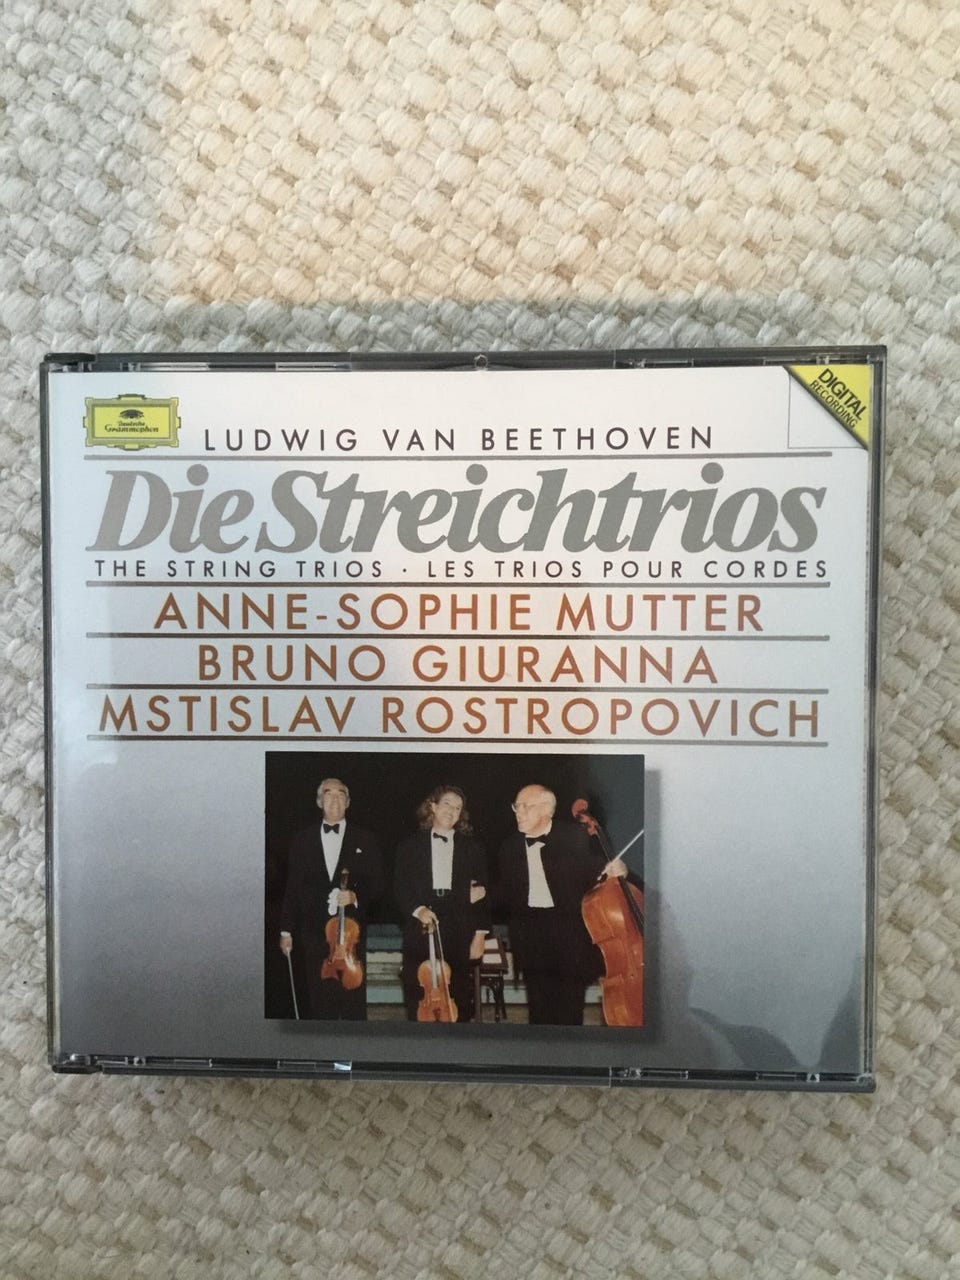 Deutsche
Grammophon
DIGITAL
RECORDING
LUDWIG VAN BEETHOVEN
Die Streichtrios
THE STRING TRIOS · LES TRIOS POUR CORDES
ANNE-SOPHIE MUTTER
BRUNO GIURANNA
MSTISLAV ROSTROPOVICH